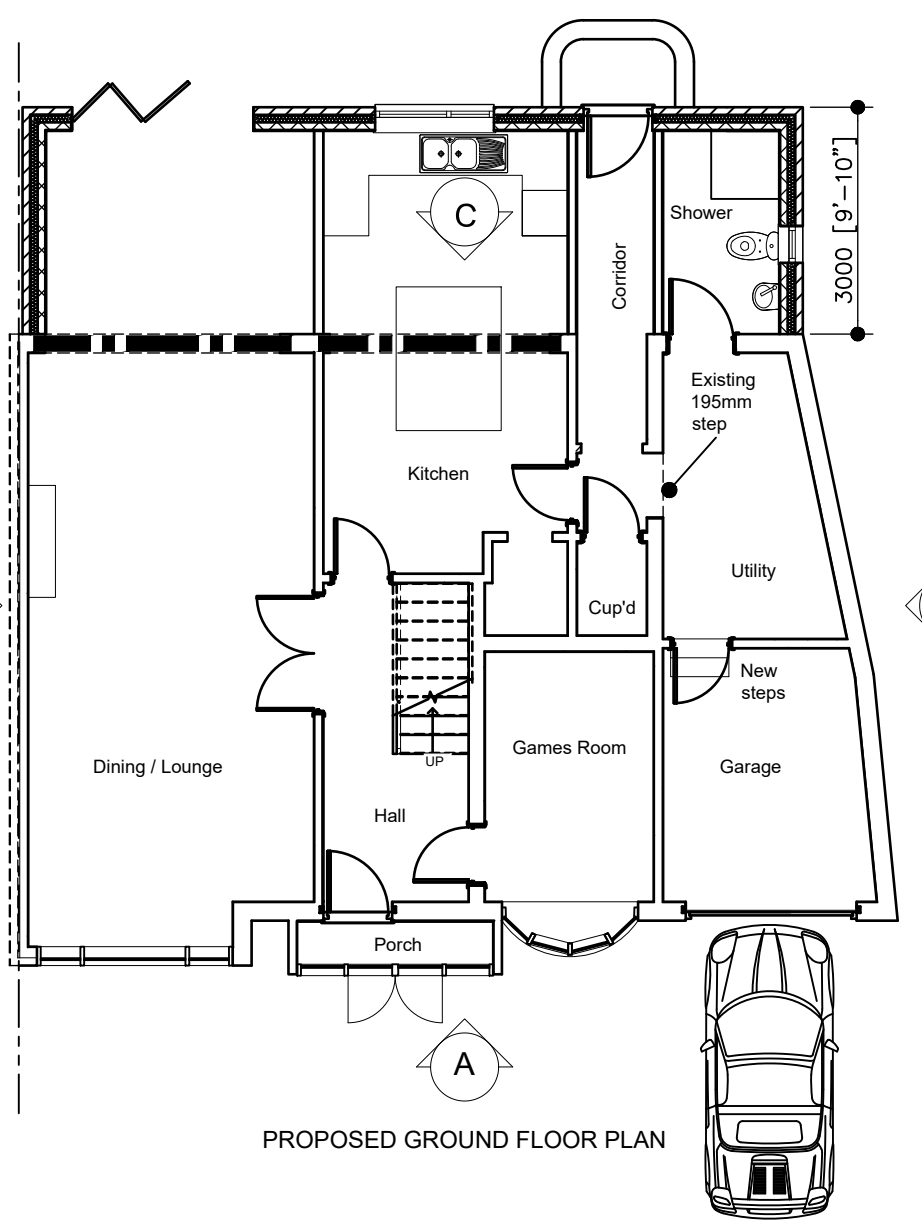 C
Shower
Corridor
3000 [9'-10"]
Existing
195mm
step
Kitchen
Utility
Cup'd
New
steps
Games Room
Dining / Lounge
Garage
UP
Hall
Porch
A
PROPOSED GROUND FLOOR PLAN